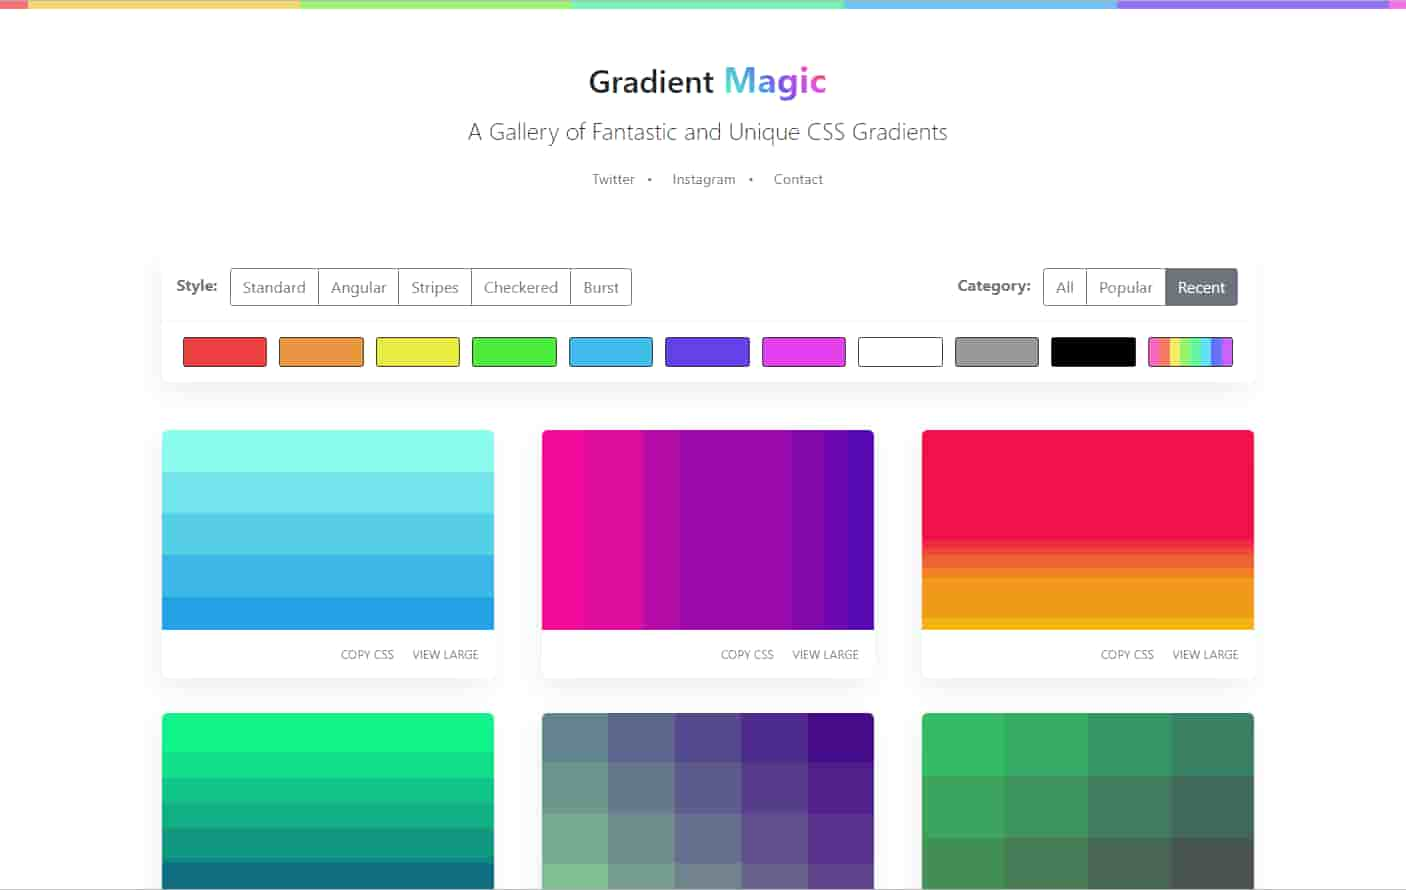 Gradient Magic
A Gallery of Fantastic and Unique CSS Gradients
Twitter • Instagram • Contact
Style: Standard Angular Stripes Checkered Burst Category: All Popular Recent
COPY CSS VIEW LARGE COPY CSS VIEW LARGE COPY CSS VIEW LARGE